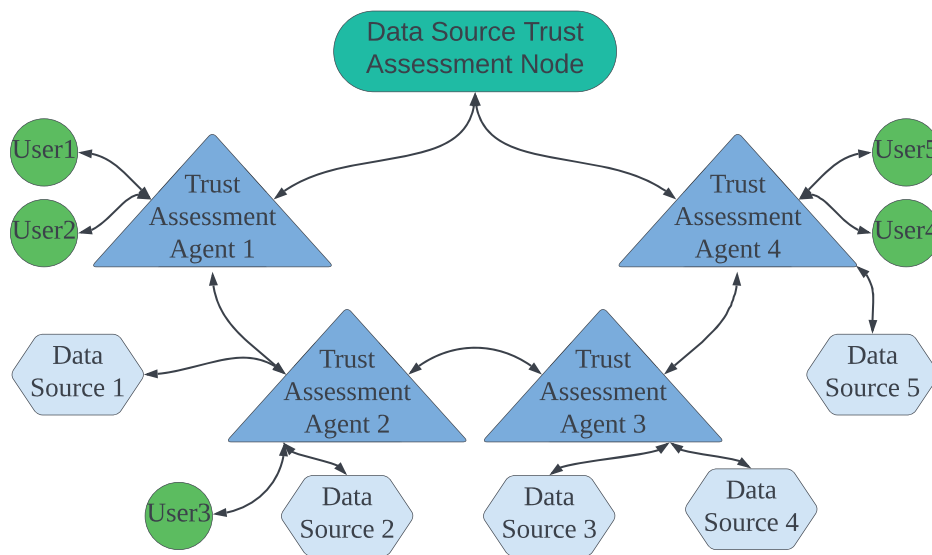 Data Source Trust
Assessment Node
User1
User2
Trust
Assessment
Agent 1
Trust
Assessment
Agent 4
User5
User4
Data
Source 1
Trust
Assessment
Agent 2
Trust
Assessment
Agent 3
Data
Source 5
User3
Data
Source 2
Data
Source 3
Data
Source 4